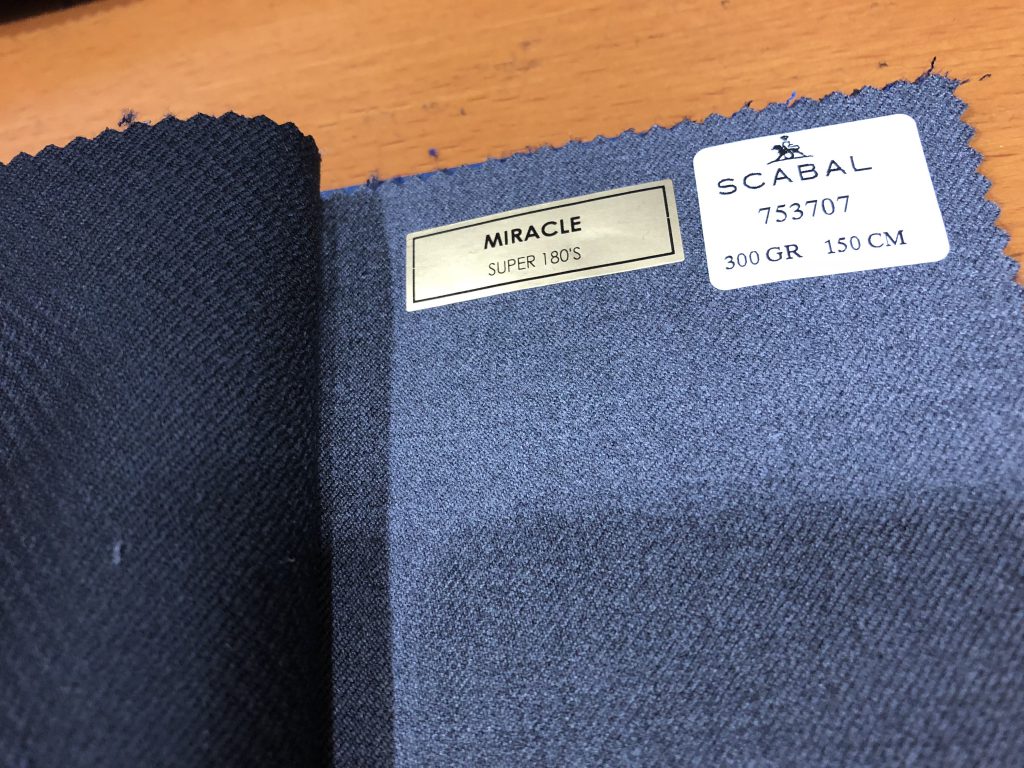 MIRACLE
SUPER 180'S
SCABAL
753707
300 GR 150 CM